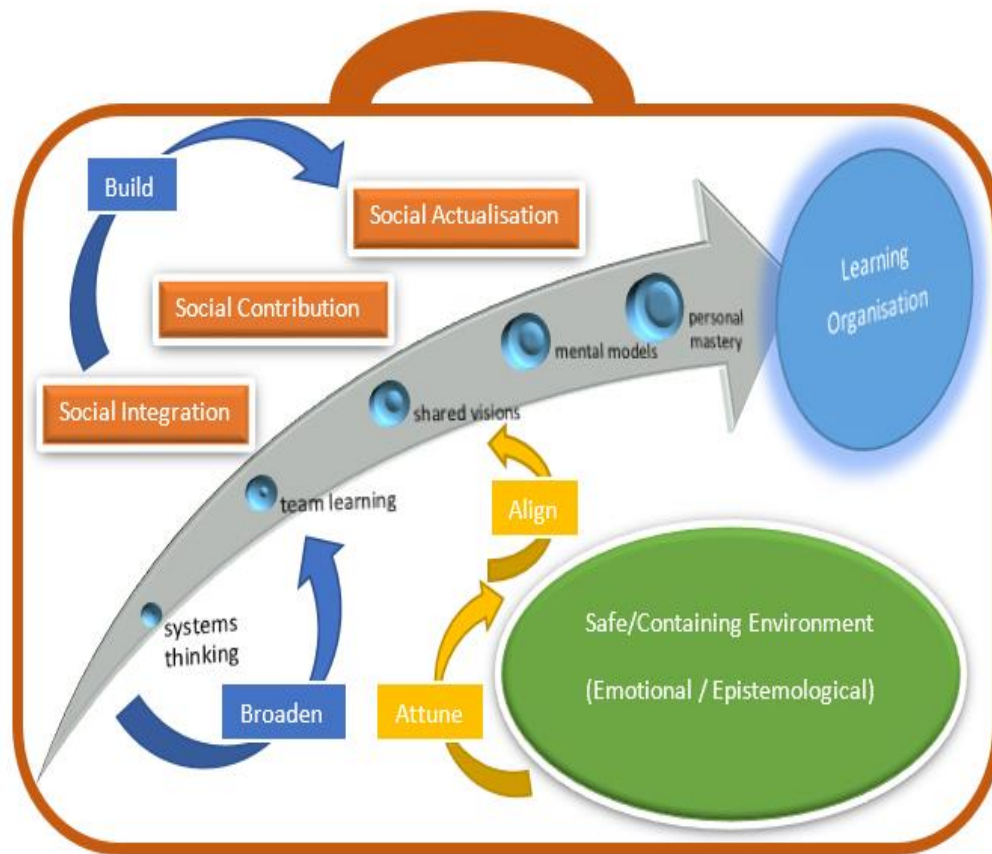 Build
Social Actualisation
Social Contribution
Social Integration
Learning
Organisation
personal
mastery
mental models
shared visions
team learning
systems
thinking
Align
Broaden
Attune
Safe/Containing Environment
(Emotional / Epistemological)